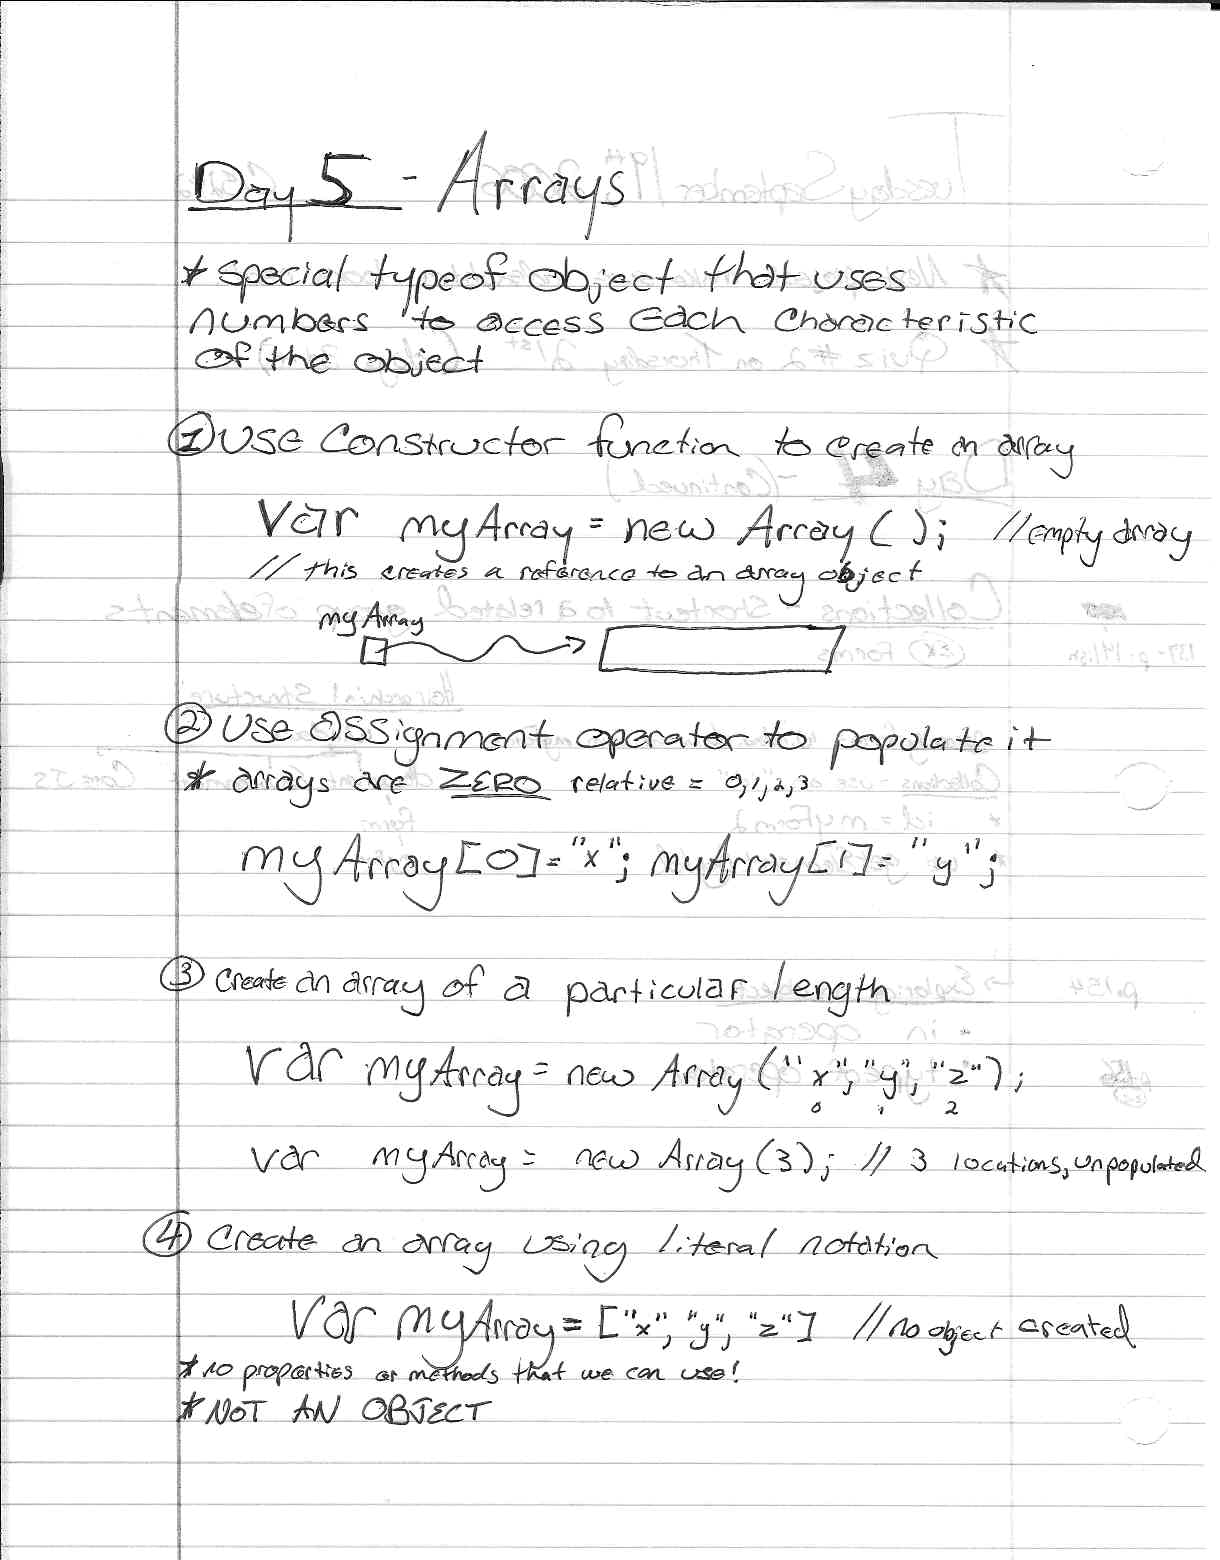 Day 5 - Arrays
* special typeof object that uses
numbers to access each characteristic
of the object
① Use constructor function to create an array
var myArray = new Array(); //empty array
// this creates a reference to an array object
myArray
② Use assignment operator to populate it
* arrays are ZERO relative = 0,1,2,3
myArray[0]="x"; myArray[1]="y";
③ Create an array of a particular length
var myArray = new Array("x", "y", "z");
0 1 2
var myArray = new Array(3); // 3 locations, unpopulated
④ Create an array using literal notation
var myArray = ["x", "y", "z"] //no object created
* no properties or methods that we can use!
* NOT AN OBJECT